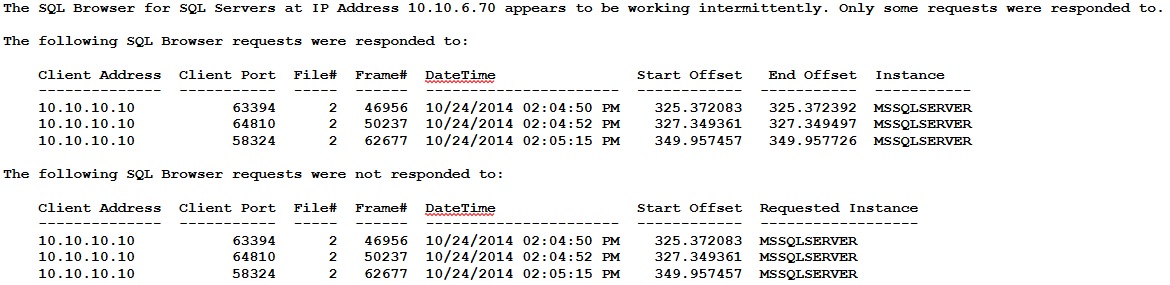 The SQL Browser for SQL Servers at IP Address 10.10.6.70 appears to be working intermittently. Only some requests were responded to.
The following SQL Browser requests were responded to:
Client Address  Client Port  File#  Frame#  DateTime                Start Offset   End Offset  Instance
--------------  -----------  -----  ------  ----------------------  ------------  -----------  -----------
10.10.10.10           63394      2   46956  10/24/2014 02:04:50 PM    325.372083   325.372392  MSSQLSERVER
10.10.10.10           64810      2   50237  10/24/2014 02:04:52 PM    327.349361   327.349497  MSSQLSERVER
10.10.10.10           58324      2   62677  10/24/2014 02:05:15 PM    349.957457   349.957726  MSSQLSERVER
The following SQL Browser requests were not responded to:
Client Address  Client Port  File#  Frame#  DateTime                Start Offset  Requested Instance
--------------  -----------  -----  ------  ----------------------  ------------  ------------------
10.10.10.10           63394      2   46956  10/24/2014 02:04:50 PM    325.372083  MSSQLSERVER
10.10.10.10           64810      2   50237  10/24/2014 02:04:52 PM    327.349361  MSSQLSERVER
10.10.10.10           58324      2   62677  10/24/2014 02:05:15 PM    349.957457  MSSQLSERVER